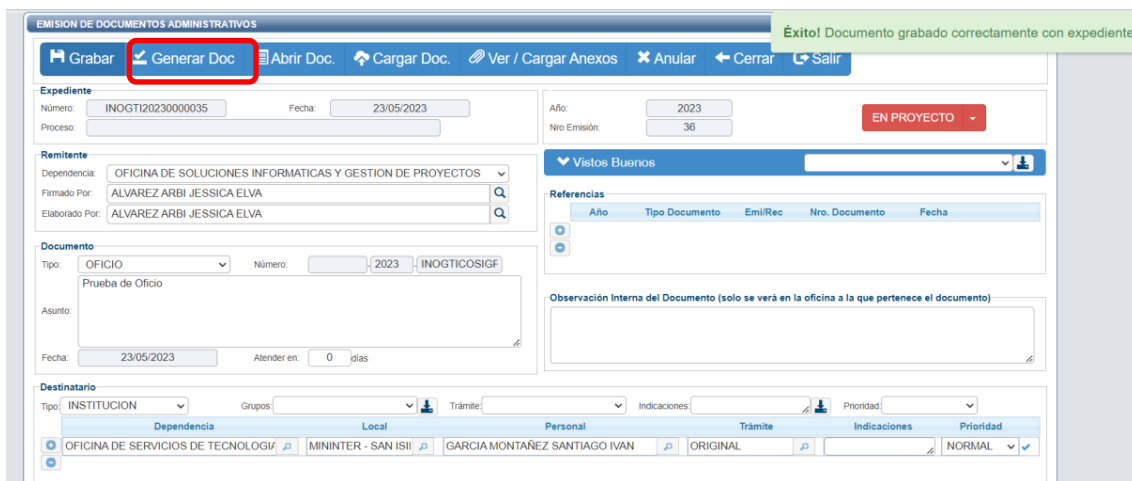 EMISION DE DOCUMENTOS ADMINISTRATIVOS
Éxito! Documento grabado correctamente con expediente
Grabar Generar Doc Abrir Doc. Cargar Doc. Ver / Cargar Anexos Anular Cerrar Salir
Expediente
Número: INOGTI20230000035 Fecha: 23/05/2023
Proceso:
Año: 2023
Nro Emisión: 36
EN PROYECTO
Remitente
Dependencia: OFICINA DE SOLUCIONES INFORMATICAS Y GESTION DE PROYECTOS
Firmado Por: ALVAREZ ARBI JESSICA ELVA
Elaborado Por: ALVAREZ ARBI JESSICA ELVA
Vistos Buenos
Referencias
Año Tipo Documento Emi/Rec Nro. Documento Fecha
Documento
Tipo: OFICIO Número: - 2023 - INOGTICOSIGF
Asunto: Prueba de Oficio
Fecha: 23/05/2023 Atender en: 0 días
Observación Interna del Documento (solo se verá en la oficina a la que pertenece el documento)
Destinatario
Tipo: INSTITUCION Grupos: Trámite: Indicaciones: Prioridad:
Dependencia Local Personal Trámite Indicaciones Prioridad
OFICINA DE SERVICIOS DE TECNOLOGIA MININTER - SAN ISII GARCIA MONTAÑEZ SANTIAGO IVAN ORIGINAL NORMAL